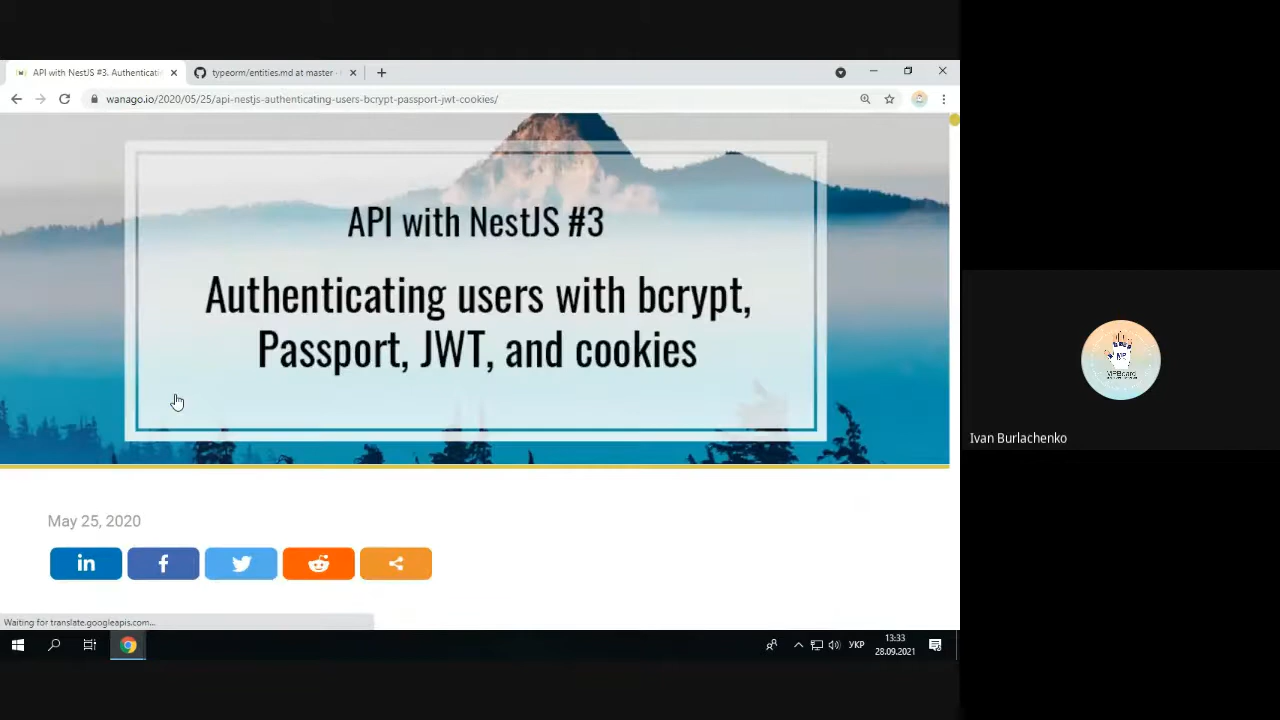 API with NestJS #3. Authenticati
typeorm/entities.md at master ·
wanago.io/2020/05/25/api-nestjs-authenticating-users-bcrypt-passport-jwt-cookies/
API with NestJS #3
Authenticating users with bcrypt,
Passport, JWT, and cookies
May 25, 2020
in
f
Waiting for translate.googleapis.com...
Ivan Burlachenko
УКР
13:33
28.09.2021